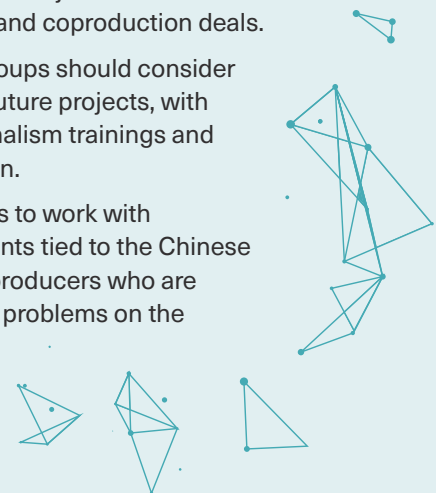 and coproduction deals.
oups should consider
uture projects, with
nalism trainings and
n.
s to work with
nts tied to the Chinese
producers who are
problems on the